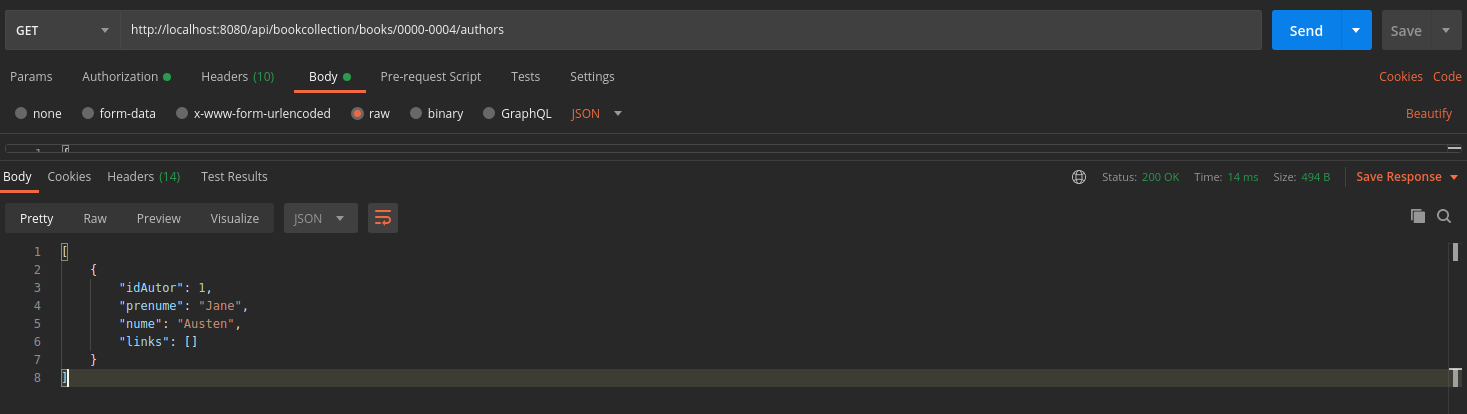 GET http://localhost:8080/api/bookcollection/books/0000-0004/authors Send Save
Params Authorization Headers (10) Body Pre-request Script Tests Settings Cookies Code
none form-data x-www-form-urlencoded raw binary GraphQL JSON Beautify
Body Cookies Headers (14) Test Results Status: 200 OK Time: 14 ms Size: 494 B Save Response
Pretty Raw Preview Visualize JSON
1 [
2 {
3 "idAutor": 1,
4 "prenume": "Jane",
5 "nume": "Austen",
6 "links": []
7 }
8 ]